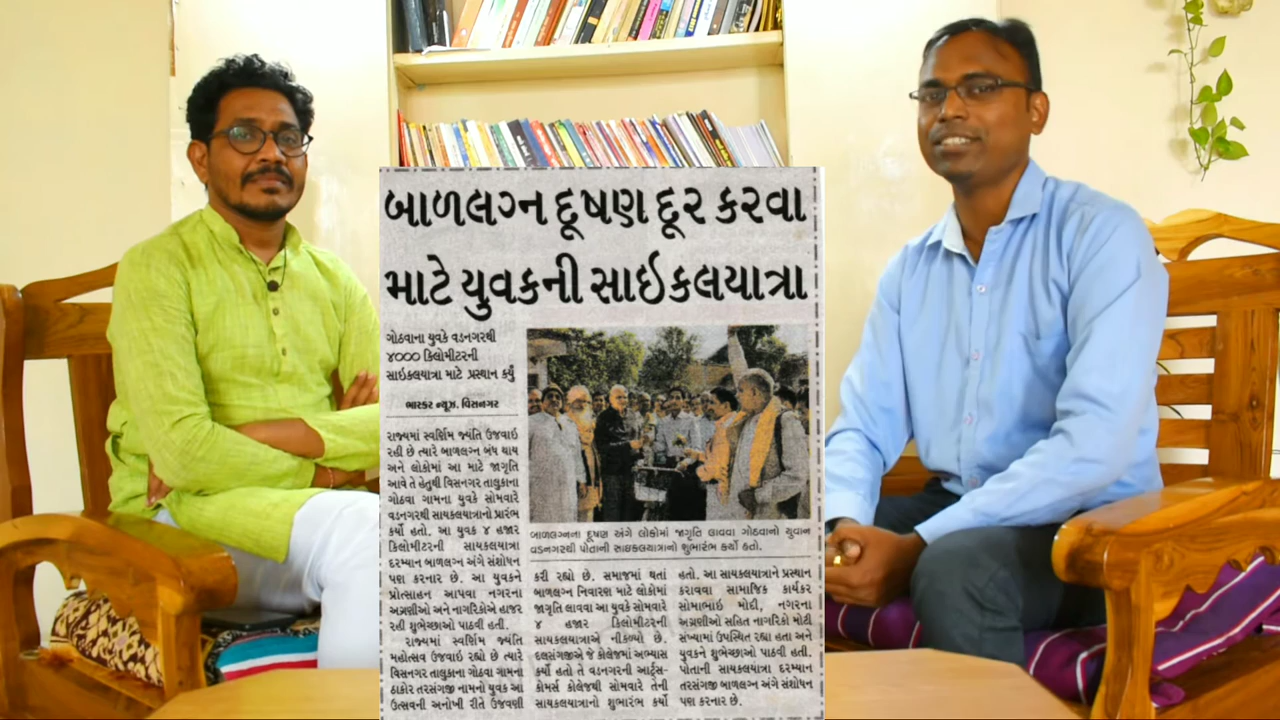 બાળલગ્ન દૂષણ દૂર કરવા
માટે યુવકની સાઇકલયાત્રા
ગોઠવાના યુવકે વડનગરથી
૪૦૦૦ કિલોમીટરની
સાઇકલયાત્રા માટે પ્રસ્થાન કર્યું
ભાસ્કર ન્યૂઝ. વિસનગર
રાજ્યમાં સ્વર્ણિમ જ્યંતિ ઉજવાઇ
રહી છે ત્યારે બાળલગ્ન બંધ થાય
અને લોકોમાં આ માટે જાગૃતિ
આવે તે હેતુથી વિસનગર તાલુકાના
ગોઠવા ગામના યુવકે સોમવારે
વડનગરથી સાયકલયાત્રાનો પ્રારંભ
કર્યો હતો. આ યુવક ૪ હજાર
કિલોમીટરની સાયકલયાત્રા
દરમ્યાન બાળલગ્ન અંગે સંશોધન
પણ કરનાર છે. આ યુવકને
પ્રોત્સાહન આપવા નગરના
અગ્રણીઓ અને નાગરિકોએ હાજર
રહી શુભેચ્છાઓ પાઠવી હતી.
રાજ્યમાં સ્વર્ણિમ જ્યંતિ
મહોત્સવ ઉજવાઇ રહ્યો છે ત્યારે
વિસનગર તાલુકાના ગોઠવા ગામના
ઠાકોર તરસંગજી નામનો યુવક આ
ઉત્સવની અનોખી રીતે ઉજવણી
બાળલગ્નના દૂષણ અંગે લોકોમાં જાગૃતિ લાવવા ગોઠવાનો યુવાન
વડનગરથી પોતાની સાઇકલયાત્રાનો શુભારંભ કર્યો હતો.
કરી રહ્યો છે. સમાજમાં થતાં
બાળલગ્ન નિવારણ માટે લોકોમાં
જાગૃતિ લાવવા આ યુવકે સોમવારે
૪ હજાર કિલોમીટરની
સાયકલયાત્રાએ નીકળ્યો છે.
દલસંગજીએ જે કોલેજમાં અભ્યાસ
કર્યો હતો તે વડનગરની આર્ટ્સ-
કોમર્સ કોલેજથી સોમવારે તેની
સાયકલયાત્રાનો શુભારંભ કર્યો
હતો. આ સાયકલયાત્રાને પ્રસ્થાન
કરાવવા સામાજિક કાર્યકર
સોમાભાઇ મોદી, નગરના
અગ્રણીઓ સહિત નાગરિકો મોટી
સંખ્યામાં ઉપસ્થિત રહ્યા હતા અને
યુવકને શુભેચ્છાઓ પાઠવી હતી.
પોતાની સાયકલયાત્રા દરમ્યાન
તરસંગજી બાળલગ્ન અંગે સંશોધન
પણ કરનાર છે.